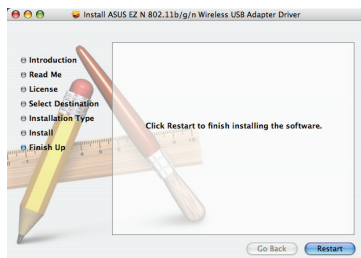 Install ASUS EZ N 802.11b/g/n Wireless USB Adapter Driver
Introduction
Read Me
License
Select Destination
Installation Type
Install
Finish Up
Click Restart to finish installing the software.
Go Back
Restart